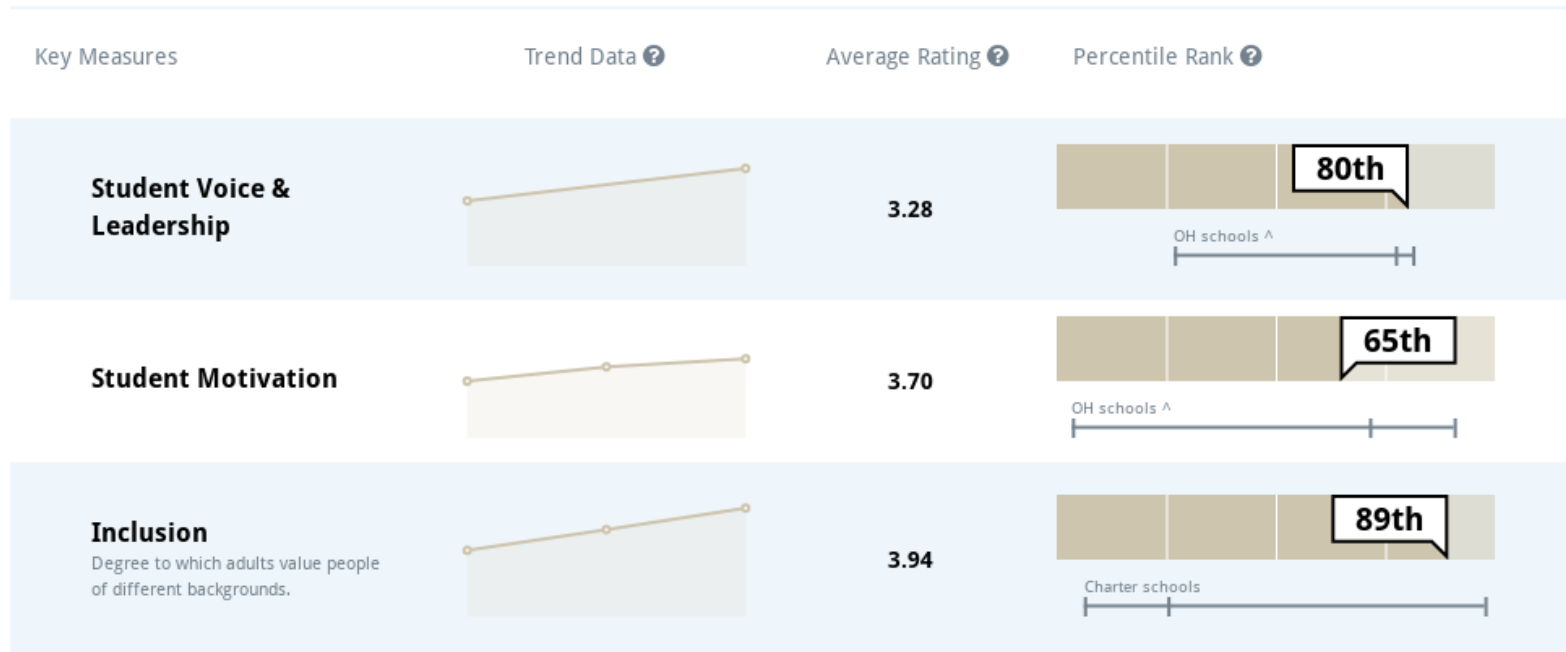 Key Measures
Trend Data ?
Average Rating ?
Percentile Rank ?
Student Voice &
Leadership
3.28
80th
OH schools ^
Student Motivation
3.70
65th
OH schools ^
Inclusion
Degree to which adults value people
of different backgrounds.
3.94
89th
Charter schools